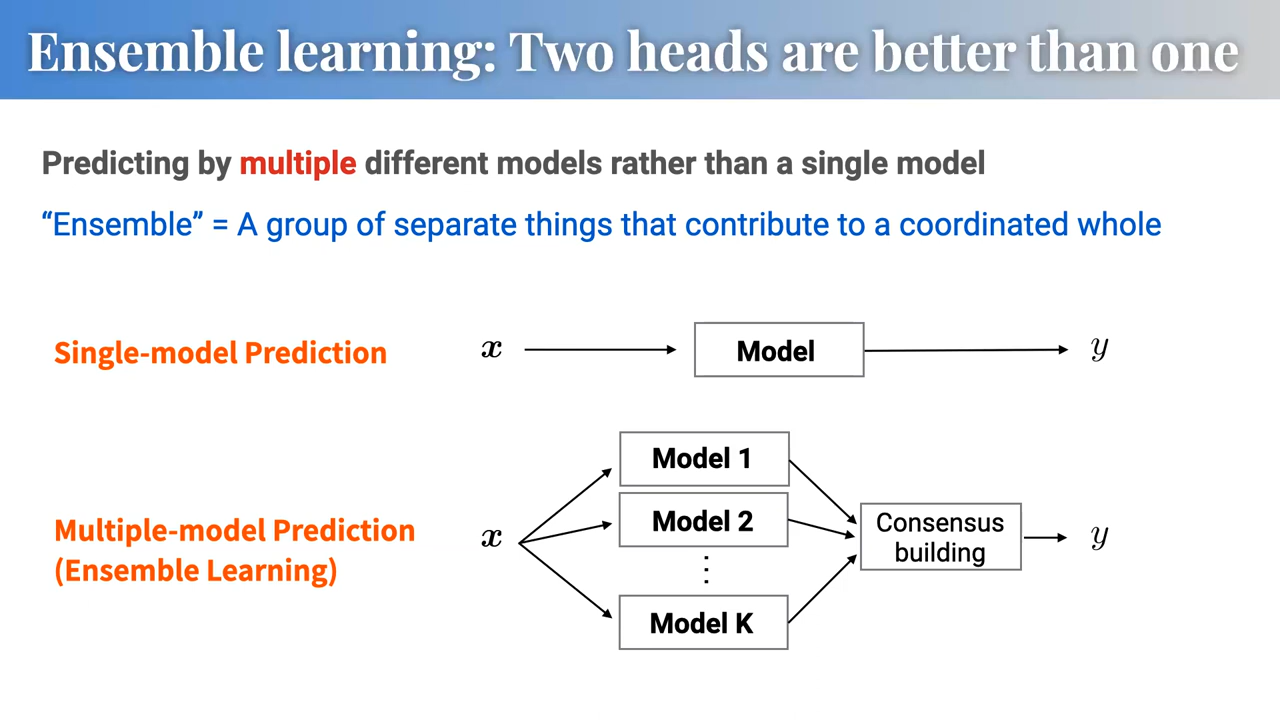 Ensemble learning: Two heads are better than one
Predicting by multiple different models rather than a single model
“Ensemble” = A group of separate things that contribute to a coordinated whole
Single-model Prediction
x
Model
y
Multiple-model Prediction
(Ensemble Learning)
x
Model 1
Model 2
⋮
Model K
Consensus
building
y